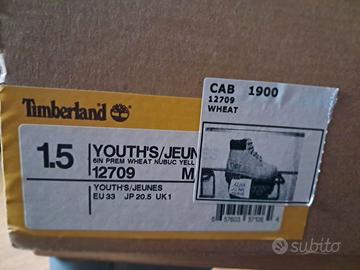 Timberland
CAB 1900
12709
WHEAT
1.5
YOUTH'S/JEUN
6IN PREM WHEAT NUBUC YELL
12709 M
YOUTH'S/JEUNES
EU 33 JP 20.5 UK 1
subito